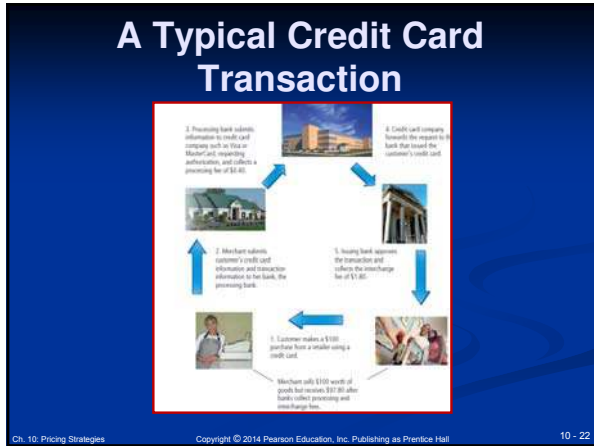 A Typical Credit Card
Transaction
3. Processing bank submits
information to credit card
company such as Visa or
MasterCard, requesting
authorization, and collects a
processing fee of $0.40.
4. Credit card company
forwards the request to the
bank that issued the
customer's credit card.
2. Merchant submits
customer's credit card
information and transaction
information to her bank, the
processing bank.
5. Issuing bank approves
the transaction and
collects the interchange
fee of $1.80.
1. Customer makes a $100
purchase from a retailer using a
credit card.
Merchant sells $100 worth of
goods but receives $97.80 after
banks collect processing and
interchange fees.
Ch. 10: Pricing Strategies
Copyright © 2014 Pearson Education, Inc. Publishing as Prentice Hall
10 - 22